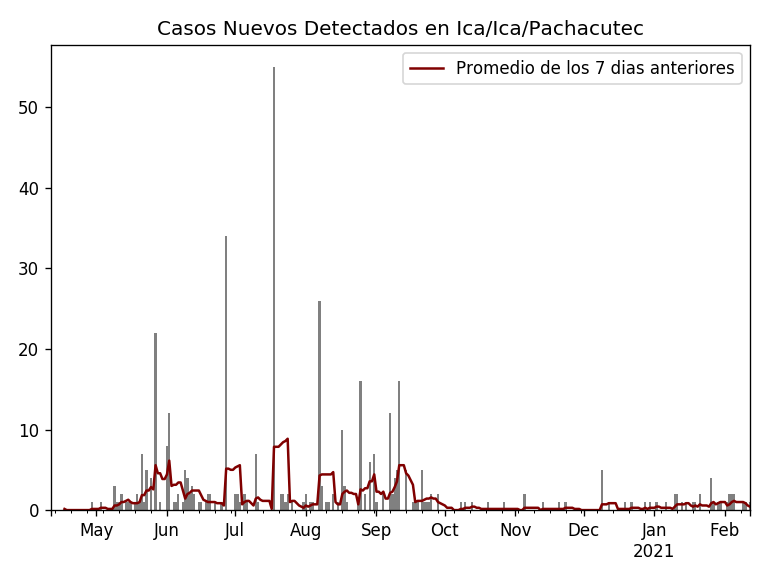 Casos Nuevos Detectados en Ica/Ica/Pachacutec
Promedio de los 7 dias anteriores
50
40
30
20
10
0
May Jun Jul Aug Sep Oct Nov Dec Jan Feb
2021